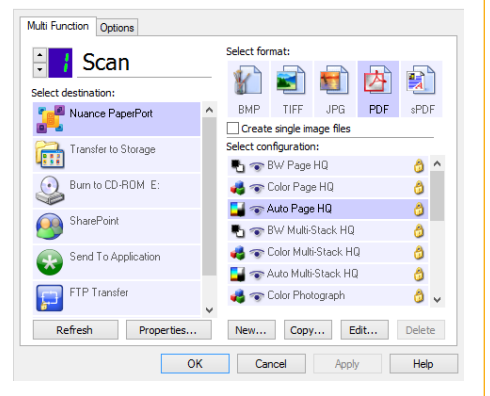 Multi Function
Options
1
Scan
Select destination:
Nuance PaperPort
Transfer to Storage
Burn to CD-ROM  E:
SharePoint
Send To Application
FTP Transfer
Refresh
Properties...
Select format:
BMP
TIFF
JPG
PDF
sPDF
Create single image files
Select configuration:
BW Page HQ
Color Page HQ
Auto Page HQ
BW Multi-Stack HQ
Color Multi-Stack HQ
Auto Multi-Stack HQ
Color Photograph
New...
Copy...
Edit...
Delete
OK
Cancel
Apply
Help